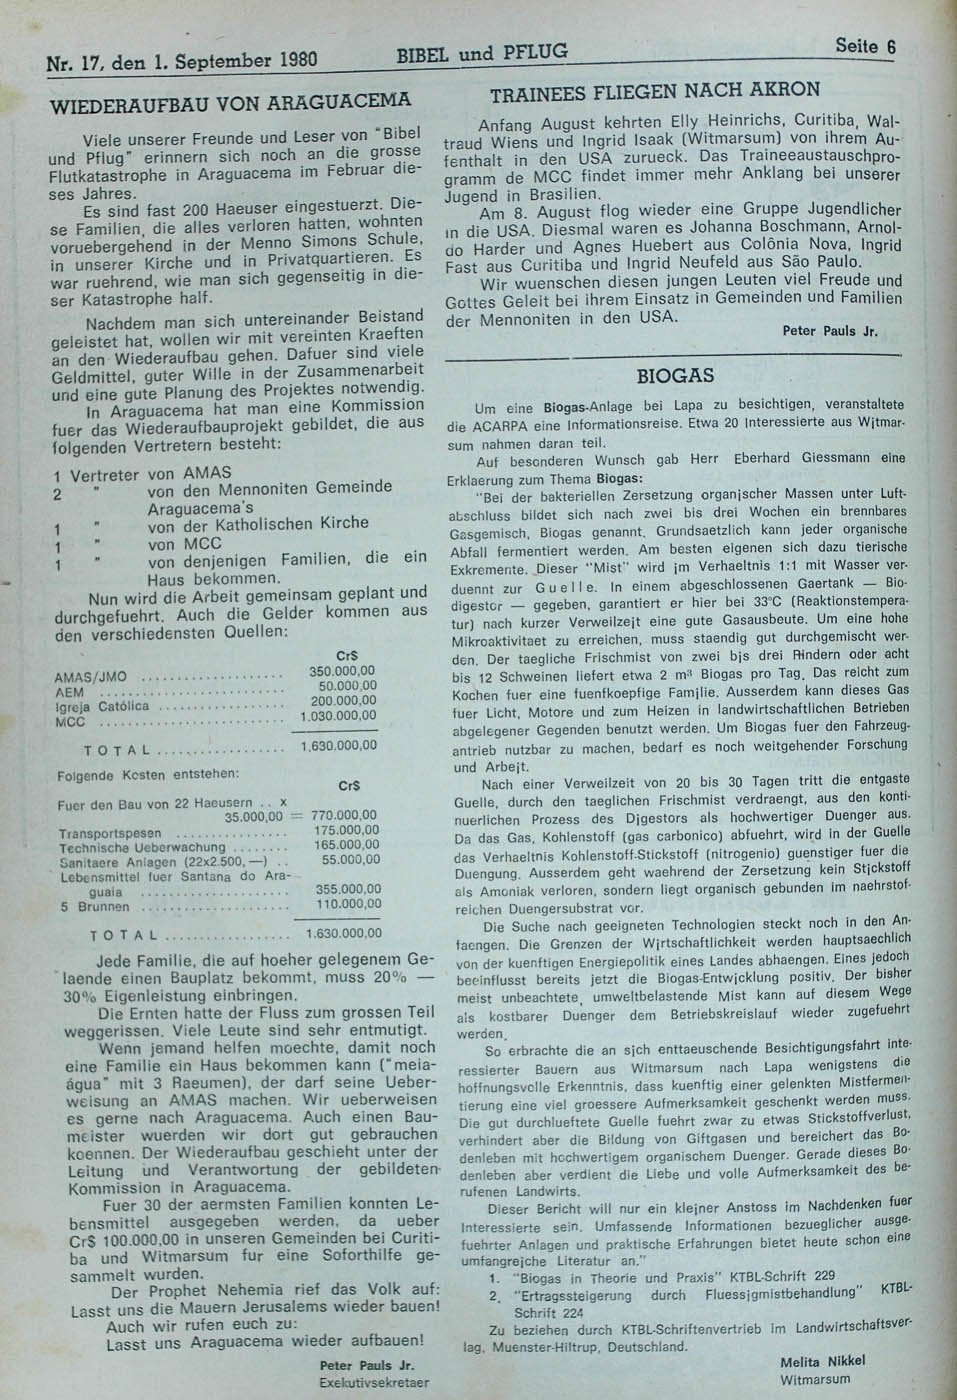 Nr. 17, den 1. September 1980 BIBEL und PFLUG Seite 6
WIEDERAUFBAU VON ARAGUACEMA
Viele unserer Freunde und Leser von "Bibel
und Pflug" erinnern sich noch an die grosse
Flutkatastrophe in Araguacema im Februar die-
ses Jahres.
Es sind fast 200 Haeuser eingestuerzt. Die-
se Familien, die alles verloren hatten, wohnten
voruebergehend in der Menno Simons Schule,
in unserer Kirche und in Privatquartieren. Es
war ruehrend, wie man sich gegenseitig in die-
ser Katastrophe half.
Nachdem man sich untereinander Beistand
geleistet hat, wollen wir mit vereinten Kraeften
an den Wiederaufbau gehen. Dafuer sind viele
Geldmittel, guter Wille in der Zusammenarbeit
und eine gute Planung des Projektes notwendig.
In Araguacema hat man eine Kommission
fuer das Wiederaufbauprojekt gebildet, die aus
folgenden Vertretern besteht:
1 Vertreter von AMAS
2 " von den Mennoniten Gemeinde
Araguacema's
1 " von der Katholischen Kirche
1 " von MCC
1 " von denjenigen Familien, die ein
Haus bekommen.
Nun wird die Arbeit gemeinsam geplant und
durchgefuehrt. Auch die Gelder kommen aus
den verschiedensten Quellen:
Cr$
AMAS/JMO .................... 350.000,00
AEM .......................... 50.000,00
Igreja Católica .................. 200.000,00
MCC .......................... 1.030.000,00
TOTAL .................. 1,630.000,00
Folgende Kosten entstehen:
Cr$
Fuer den Bau von 22 Haeusern .. x
35.000,00 = 770.000,00
Transportspesen ................ 175.000,00
Technische Ueberwachung ........ 165.000,00
Sanitaere Anlagen (22x2.500,—) .. 55.000,00
Lebensmittel fuer Santana do Ara-
guaia ..................... 355.000,00
5 Brunnen ..................... 110.000,00
TOTAL .................. 1.630.000,00
Jede Familie, die auf hoeher gelegenem Ge-
laende einen Bauplatz bekommt, muss 20% —
30% Eigenleistung einbringen.
Die Ernten hatte der Fluss zum grossen Teil
weggerissen. Viele Leute sind sehr entmutigt.
Wenn jemand helfen moechte, damit noch
eine Familie ein Haus bekommen kann ("meia-
água" mit 3 Raeumen), der darf seine Ueber-
weisung an AMAS machen. Wir ueberweisen
es gerne nach Araguacema. Auch einen Bau-
meister wuerden wir dort gut gebrauchen
koennen. Der Wiederaufbau geschieht unter der
Leitung und Verantwortung der gebildeten
Kommission in Araguacema.
Fuer 30 der aermsten Familien konnten Le-
bensmittel ausgegeben werden, da ueber
Cr$ 100.000,00 in unseren Gemeinden bei Curiti-
ba und Witmarsum fur eine Soforthilfe ge-
sammelt wurden.
Der Prophet Nehemia rief das Volk auf:
Lasst uns die Mauern Jerusalems wieder bauen!
Auch wir rufen euch zu:
Lasst uns Araguacema wieder aufbauen!
Peter Pauls Jr.
Exekutivsekretaer
TRAINEES FLIEGEN NACH AKRON
Anfang August kehrten Elly Heinrichs, Curitiba, Wal-
traud Wiens und Ingrid Isaak (Witmarsum) von ihrem Au-
fenthalt in den USA zurueck. Das Traineeaustauschpro-
gramm de MCC findet immer mehr Anklang bei unserer
Jugend in Brasilien.
Am 8. August flog wieder eine Gruppe Jugendlicher
in die USA. Diesmal waren es Johanna Boschmann, Arnol-
do Harder und Agnes Huebert aus Colônia Nova, Ingrid
Fast aus Curitiba und Ingrid Neufeld aus São Paulo.
Wir wuenschen diesen jungen Leuten viel Freude und
Gottes Geleit bei ihrem Einsatz in Gemeinden und Familien
der Mennoniten in den USA.
Peter Pauls Jr.
BIOGAS
Um eine Biogas-Anlage bei Lapa zu besichtigen, veranstaltete
die ACARPA eine Informationsreise. Etwa 20 Interessierte aus Witmar-
sum nahmen daran teil.
Auf besonderen Wunsch gab Herr Eberhard Giessmann eine
Erklaerung zum Thema Biogas:
"Bei der bakteriellen Zersetzung organischer Massen unter Luft-
abschluss bildet sich nach zwei bis drei Wochen ein brennbares
Gasgemisch, Biogas genannt. Grundsaetzlich kann jeder organische
Abfall fermentiert werden. Am besten eigenen sich dazu tierische
Exkremente. Dieser "Mist" wird im Verhaeltnis 1:1 mit Wasser ver-
duennt zur Guelle. In einem abgeschlossenen Gaertank — Bio-
digestor — gegeben, garantiert er hier bei 33°C (Reaktionstempera-
tur) nach kurzer Verweilzeit eine gute Gasausbeute. Um eine hohe
Mikroaktivitaet zu erreichen, muss staendig gut durchgemischt wer-
den. Der taegliche Frischmist von zwei bis drei Rindern oder acht
bis 12 Schweinen liefert etwa 2 m³ Biogas pro Tag. Das reicht zum
Kochen fuer eine fuenfkoepfige Familie. Ausserdem kann dieses Gas
fuer Licht, Motore und zum Heizen in landwirtschaftlichen Betrieben
abgelegener Gegenden benutzt werden. Um Biogas fuer den Fahrzeug-
antrieb nutzbar zu machen, bedarf es noch weitgehender Forschung
und Arbeit.
Nach einer Verweilzeit von 20 bis 30 Tagen tritt die entgaste
Guelle, durch den taeglichen Frischmist verdraengt, aus den konti-
nuerlichen Prozess des Digestors als hochwertiger Duenger aus.
Da das Gas, Kohlenstoff (gas carbonico) abfuehrt, wird in der Guelle
das Verhaeltnis Kohlenstoff-Stickstoff (nitrogenio) guenstiger fuer die
Duengung. Ausserdem geht waehrend der Zersetzung kein Stickstoff
als Amoniak verloren, sondern liegt organisch gebunden im naehrstof-
reichen Duengersubstrat vor.
Die Suche nach geeigneten Technologien steckt noch in den An-
faengen. Die Grenzen der Wirtschaftlichkeit werden hauptsaechlich
von der kuenftigen Energiepolitik eines Landes abhaengen. Eines jedoch
beeinflusst bereits jetzt die Biogas-Entwicklung positiv. Der bisher
meist unbeachtete, umweltbelastende Mist kann auf diesem Wege
als kostbarer Duenger dem Betriebskreislauf wieder zugefuehrt
werden.
So erbrachte die an sich enttaeuschende Besichtigungsfahrt inte-
ressierter Bauern aus Witmarsum nach Lapa wenigstens die
hoffnungsvolle Erkenntnis, dass kuenftig einer gelenkten Mistfermen-
tierung eine viel groessere Aufmerksamkeit geschenkt werden muss.
Die gut durchlueftete Guelle fuehrt zwar zu etwas Stickstoffverlust,
verhindert aber die Bildung von Giftgasen und bereichert das Bo-
denleben mit hochwertigem organischem Duenger. Gerade dieses Bo-
denleben aber verdient die Liebe und volle Aufmerksamkeit des be-
rufenen Landwirts.
Dieser Bericht will nur ein kleiner Anstoss im Nachdenken fuer
Interessierte sein. Umfassende Informationen bezueglicher ausge-
fuehrter Anlagen und praktische Erfahrungen bietet heute schon eine
umfangreiche Literatur an."
1. "Biogas in Theorie und Praxis" KTBL-Schrift 229
2. "Ertragssteigerung durch Fluessigmistbehandlung" KTBL-
Schrift 224
Zu beziehen durch KTBL-Schriftenvertrieb im Landwirtschaftsver-
lag, Muenster-Hiltrup, Deutschland.
Melita Nikkel
Witmarsum